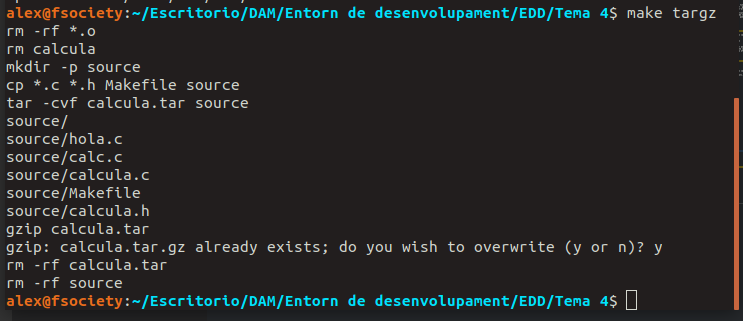 alex@fsociety:~/Escritorio/DAM/Entorn de desenvolupament/EDD/Tema 4$ make targz
rm -rf *.o
rm calcula
mkdir -p source
cp *.c *.h Makefile source
tar -cvf calcula.tar source
source/
source/hola.c
source/calc.c
source/calcula.c
source/Makefile
source/calcula.h
gzip calcula.tar
gzip: calcula.tar.gz already exists; do you wish to overwrite (y or n)? y
rm -rf calcula.tar
rm -rf source
alex@fsociety:~/Escritorio/DAM/Entorn de desenvolupament/EDD/Tema 4$